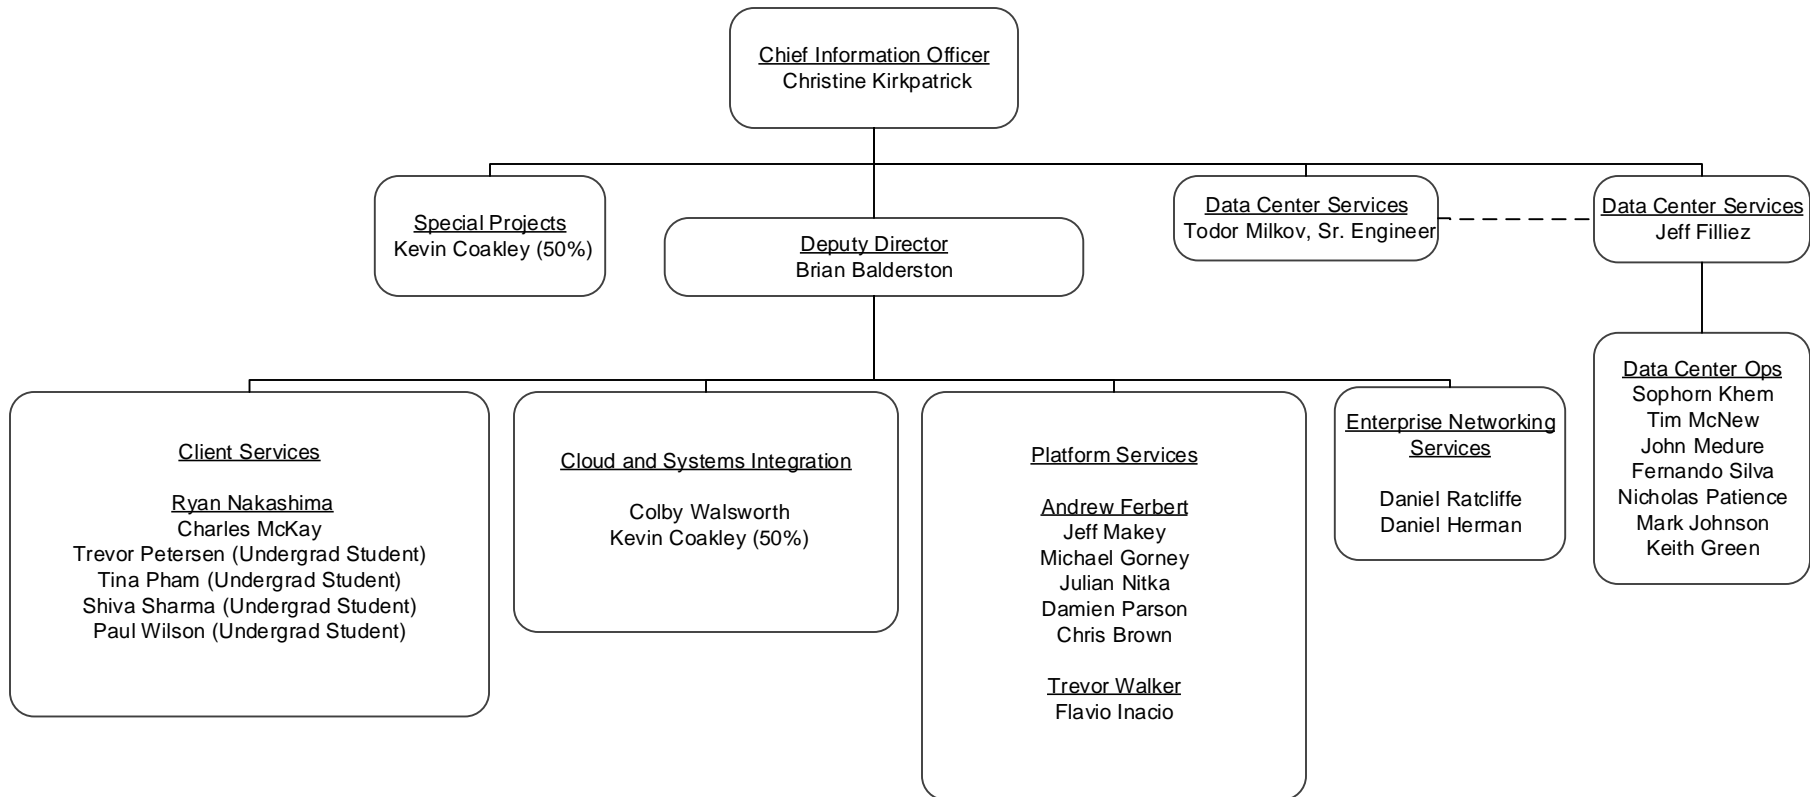 Chief Information Officer
Christine Kirkpatrick
Special Projects
Kevin Coakley (50%)
Deputy Director
Brian Balderston
Data Center Services
Todor Milkov, Sr. Engineer
Data Center Services
Jeff Filliez
Client Services
Ryan Nakashima
Charles McKay
Trevor Petersen (Undergrad Student)
Tina Pham (Undergrad Student)
Shiva Sharma (Undergrad Student)
Paul Wilson (Undergrad Student)
Cloud and Systems Integration
Colby Walsworth
Kevin Coakley (50%)
Platform Services
Andrew Ferbert
Jeff Makey
Michael Gorney
Julian Nitka
Damien Parson
Chris Brown
Trevor Walker
Flavio Inacio
Enterprise Networking
Services
Daniel Ratcliffe
Daniel Herman
Data Center Ops
Sophorn Khem
Tim McNew
John Medure
Fernando Silva
Nicholas Patience
Mark Johnson
Keith Green